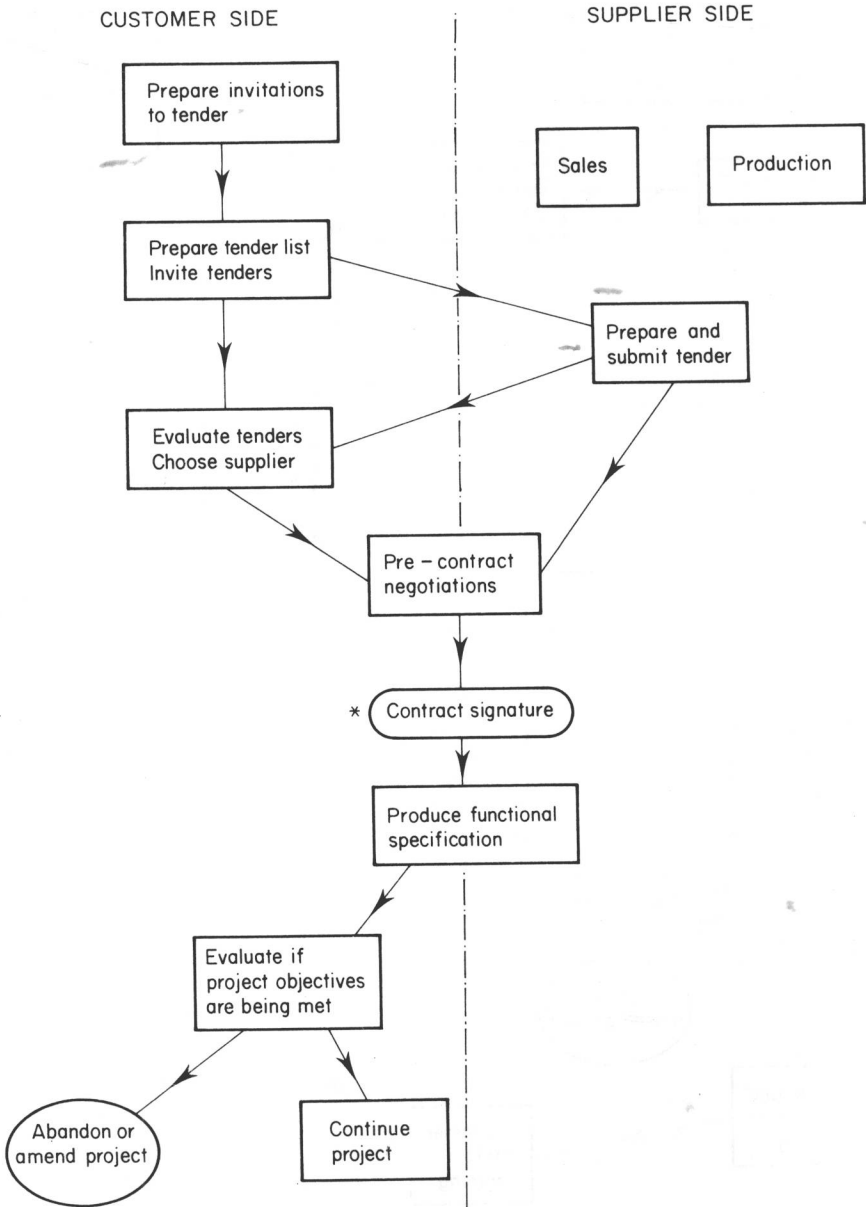 CUSTOMER SIDE
SUPPLIER SIDE
Prepare invitations
to tender
Sales
Production
Prepare tender list
Invite tenders
Prepare and
submit tender
Evaluate tenders
Choose supplier
Pre - contract
negotiations
* Contract signature
Produce functional
specification
Evaluate if
project objectives
are being met
Abandon or
amend project
Continue
project